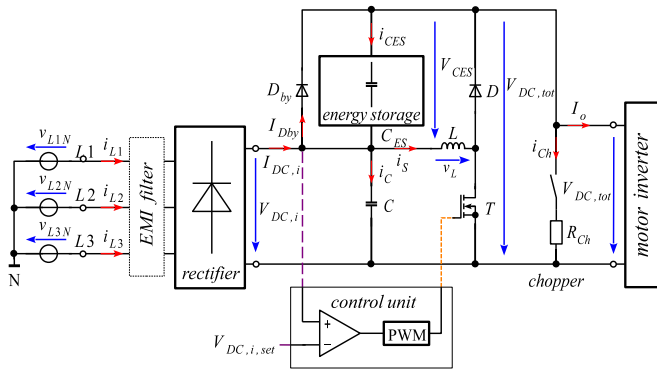 i_CES
V_CES
D_by
energy storage
D
V_DC,tot
I_Dby
C_ES
L
I_o
v_L1N
i_L1
L1
I_DC,i
i_S
v_L
i_Ch
v_L2N
L2
i_L2
EMI filter
V_DC,i
i_C
C
T
V_DC,tot
motor inverter
v_L3N
L3
i_L3
rectifier
R_Ch
N
chopper
control unit
+
−
PWM
V_DC,i,set